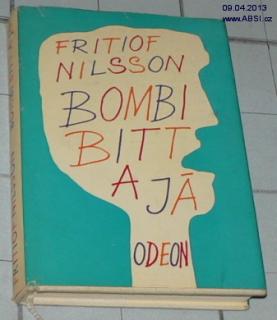 09.04.2013
www.ABSI.cz
FRITIOF
NILSSON
BOMBI
BITT
A JÁ
ODEON